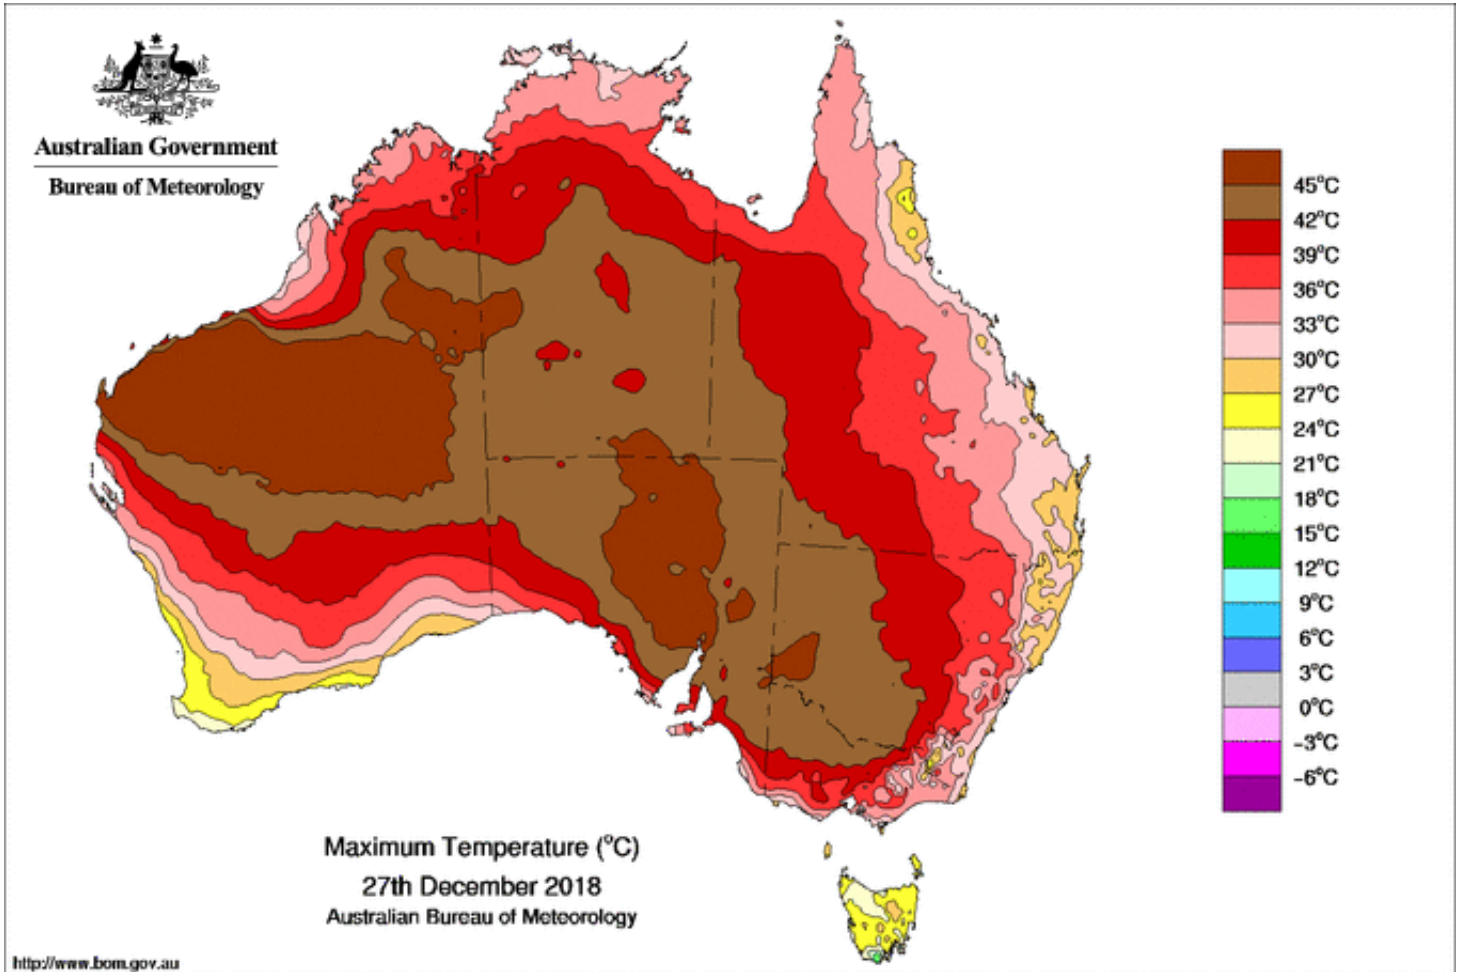 Australian Government
Bureau of Meteorology
45°C
42°C
39°C
36°C
33°C
30°C
27°C
24°C
21°C
18°C
15°C
12°C
9°C
6°C
3°C
0°C
-3°C
-6°C
Maximum Temperature (°C)
27th December 2018
Australian Bureau of Meteorology
http://www.bom.gov.au